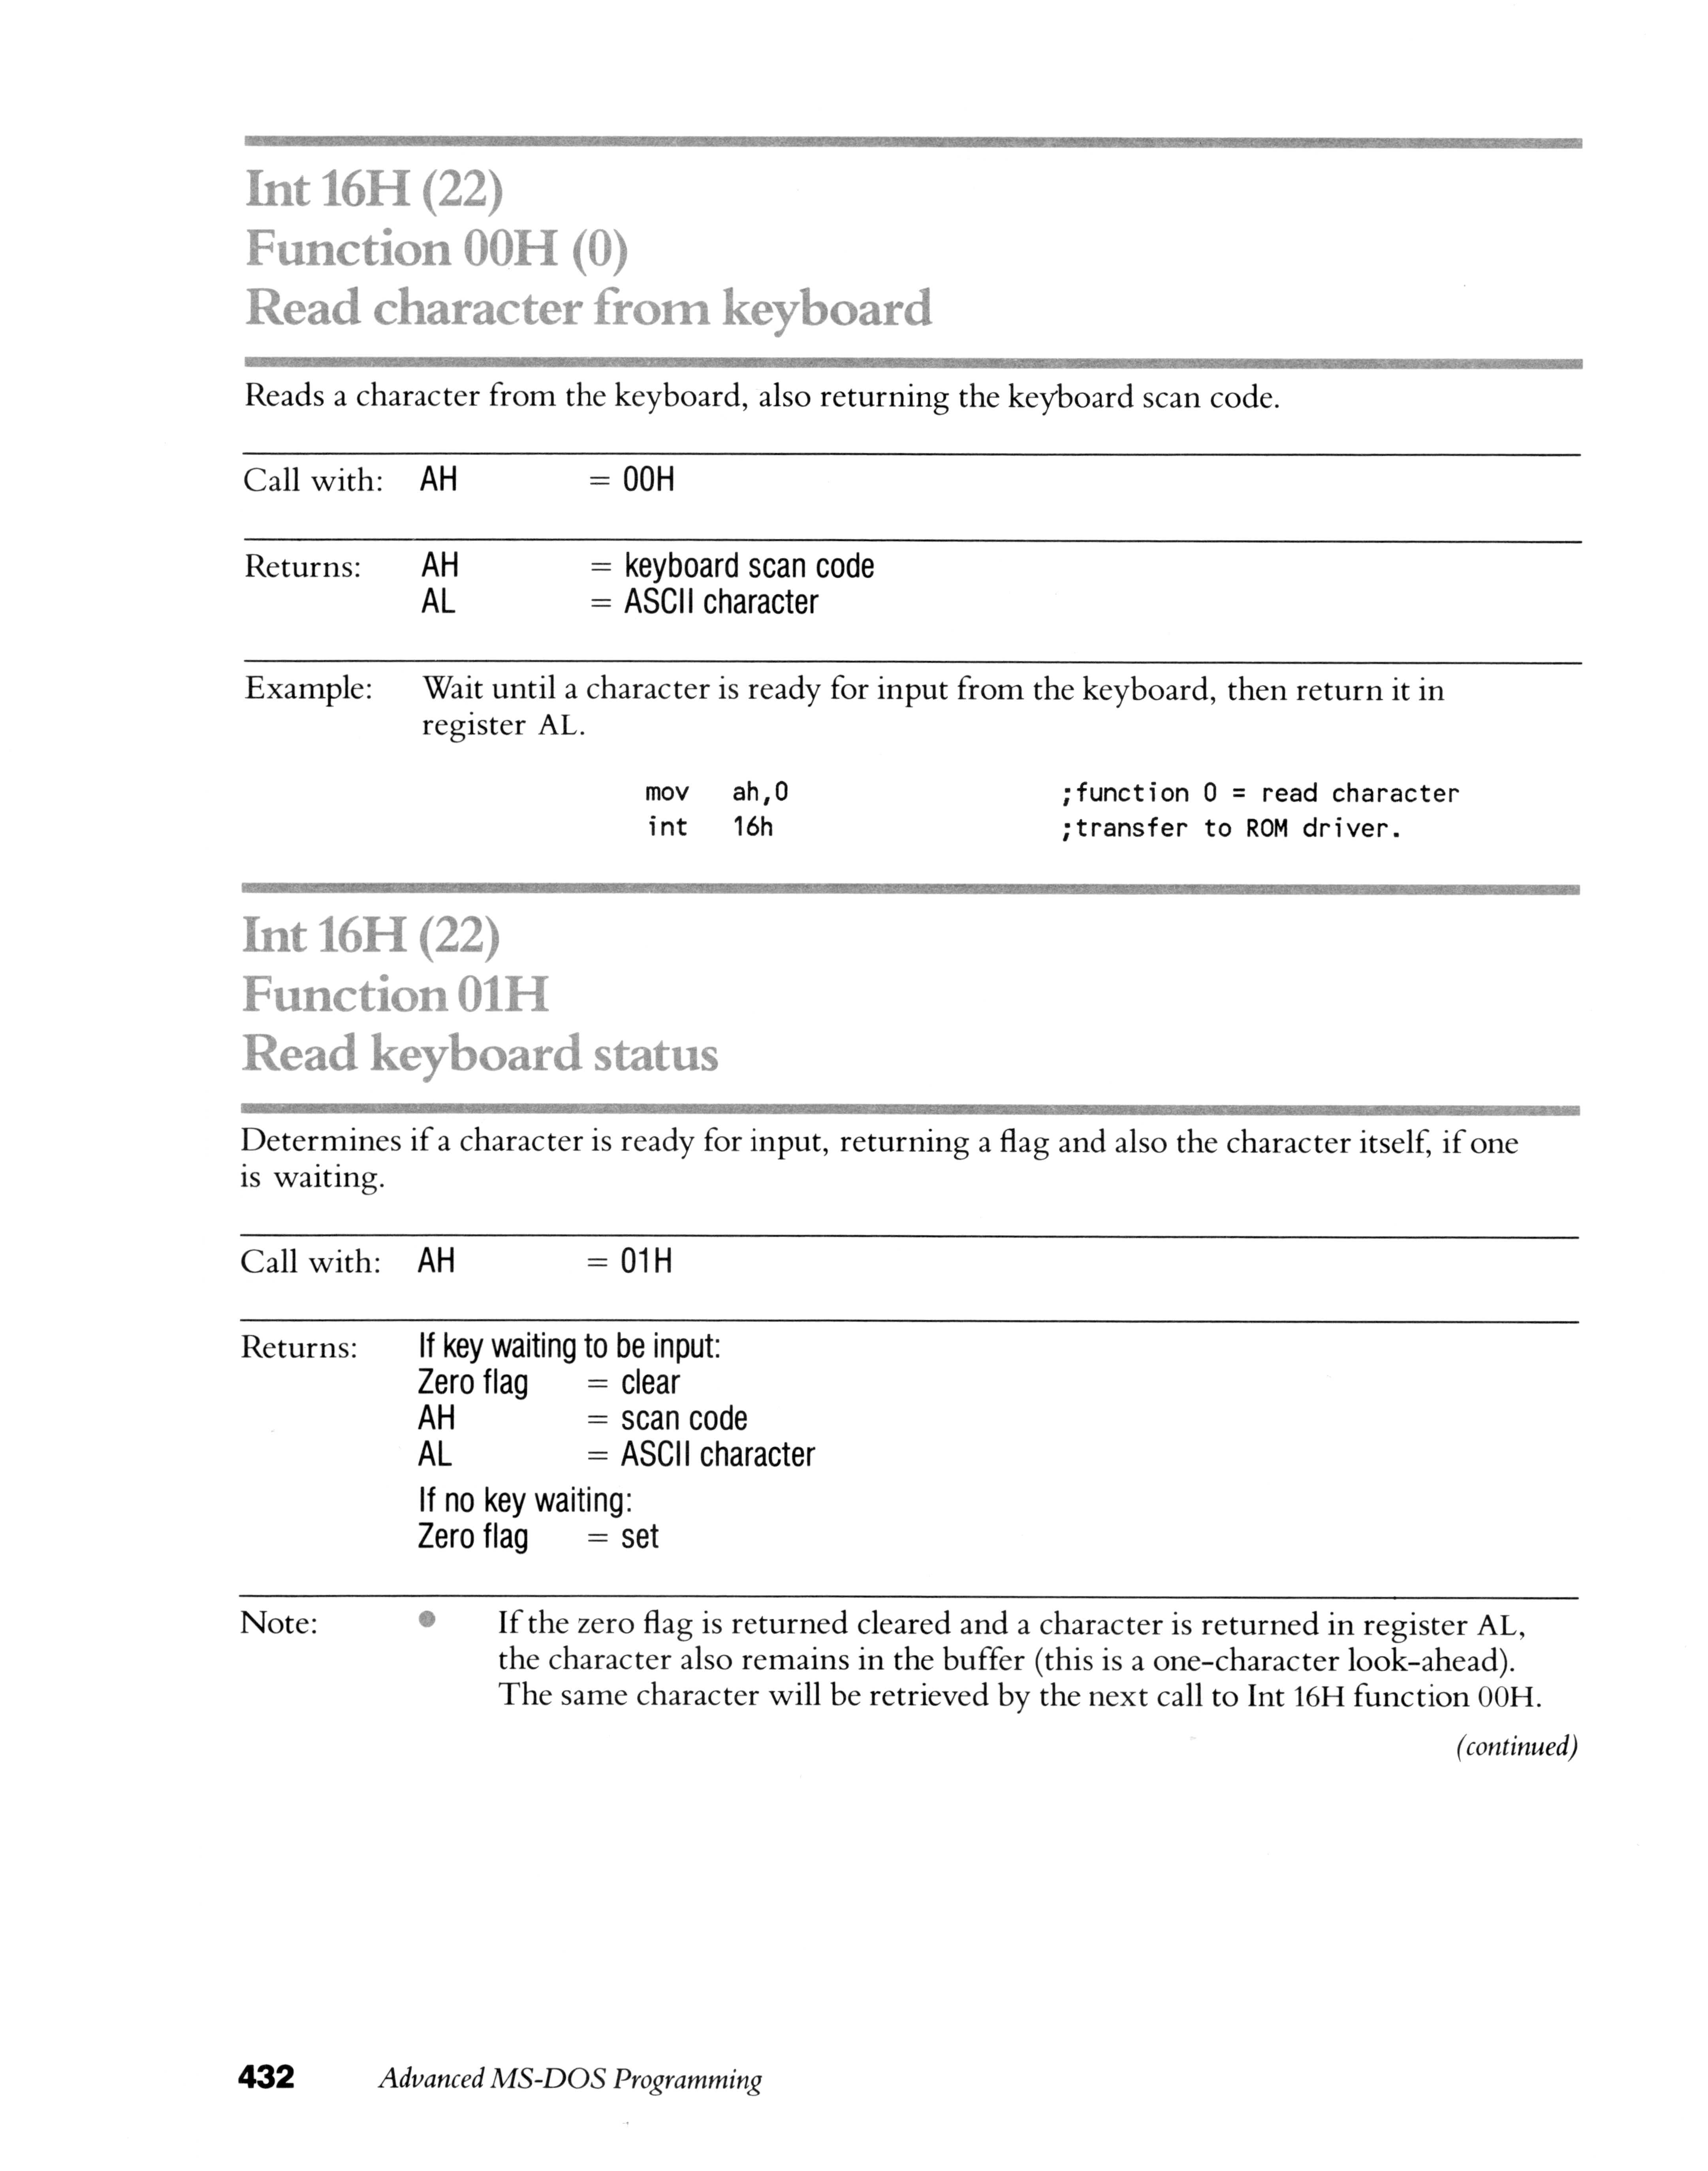 Int 16H (22)
Function 00H (0)
Read character from keyboard
Reads a character from the keyboard, also returning the keyboard scan code.
Call with: AH = 00H
Returns: AH = keyboard scan code
AL = ASCII character
Example: Wait until a character is ready for input from the keyboard, then return it in
register AL.
mov ah,0 ;function 0 = read character
int 16h ;transfer to ROM driver.
Int 16H (22)
Function 01H
Read keyboard status
Determines if a character is ready for input, returning a flag and also the character itself, if one
is waiting.
Call with: AH = 01H
Returns: If key waiting to be input:
Zero flag = clear
AH = scan code
AL = ASCII character
If no key waiting:
Zero flag = set
Note: • If the zero flag is returned cleared and a character is returned in register AL,
the character also remains in the buffer (this is a one-character look-ahead).
The same character will be retrieved by the next call to Int 16H function 00H.
(continued)
432 Advanced MS-DOS Programming